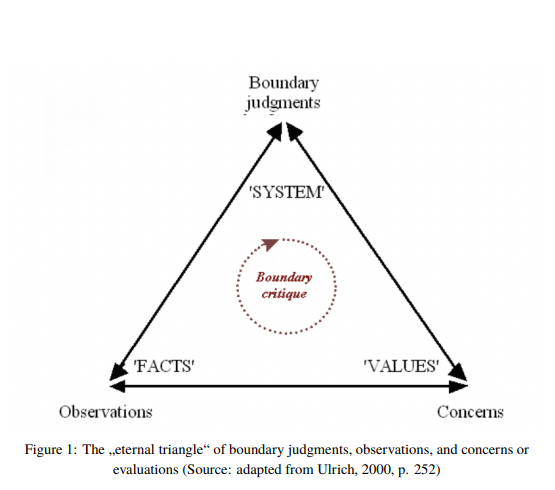 Boundary
judgments
'SYSTEM'
Boundary
critique
'FACTS'
'VALUES'
Observations
Concerns
Figure 1: The „eternal triangle“ of boundary judgments, observations, and concerns or
evaluations (Source: adapted from Ulrich, 2000, p. 252)